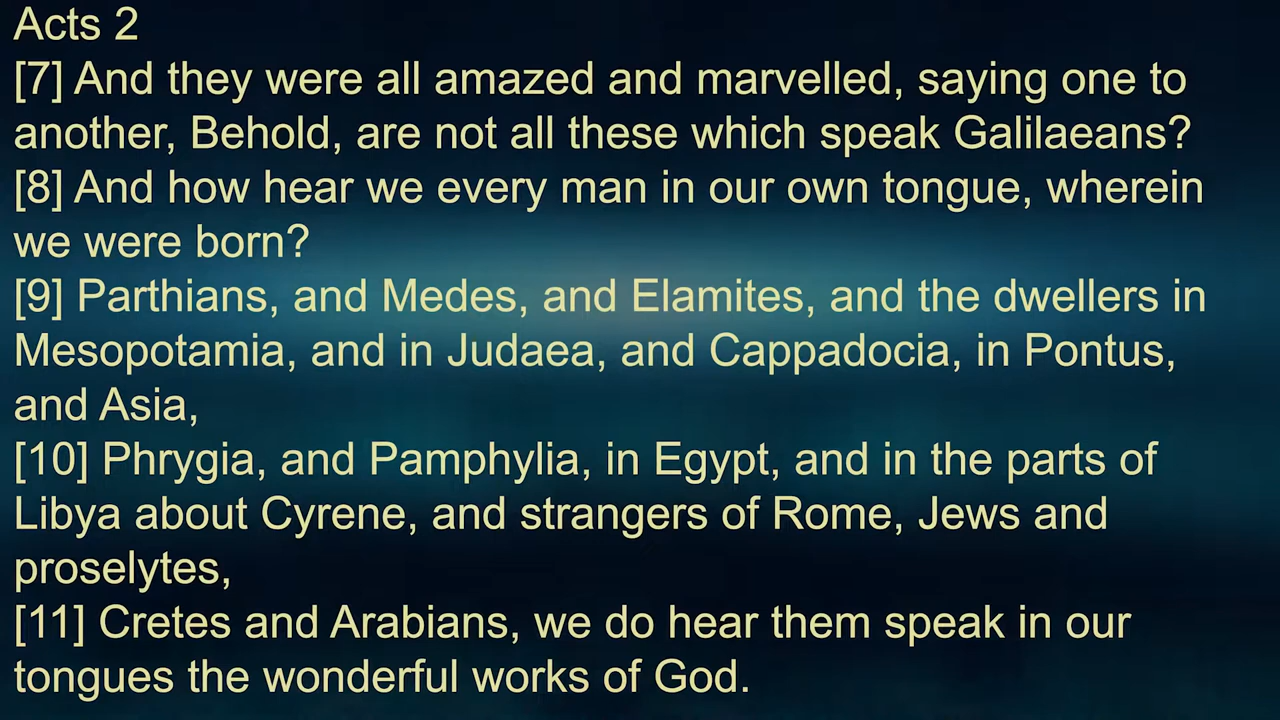 Acts 2
[7] And they were all amazed and marvelled, saying one to
another, Behold, are not all these which speak Galilaeans?
[8] And how hear we every man in our own tongue, wherein
we were born?
[9] Parthians, and Medes, and Elamites, and the dwellers in
Mesopotamia, and in Judaea, and Cappadocia, in Pontus,
and Asia,
[10] Phrygia, and Pamphylia, in Egypt, and in the parts of
Libya about Cyrene, and strangers of Rome, Jews and
proselytes,
[11] Cretes and Arabians, we do hear them speak in our
tongues the wonderful works of God.